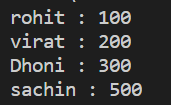 rohit : 100
virat : 200
Dhoni : 300
sachin : 500